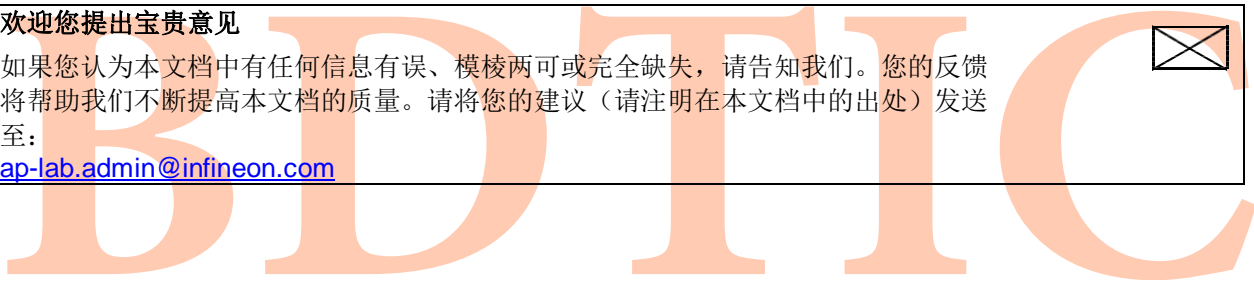 欢迎您提出宝贵意见
如果您认为本文档中有任何信息有误、模棱两可或完全缺失，请告知我们。您的反馈
将帮助我们不断提高本文档的质量。请将您的建议（请注明在本文档中的出处）发送
至：
ap-lab.admin@infineon.com
BDTIC